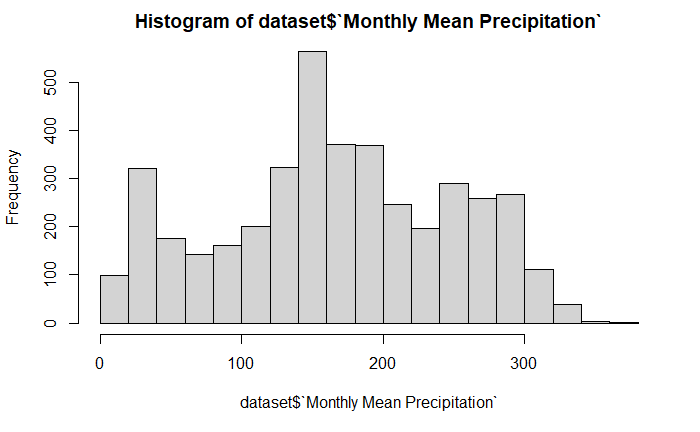 Histogram of dataset$`Monthly Mean Precipitation`
Frequency
500
400
300
200
100
0
0 100 200 300
dataset$`Monthly Mean Precipitation`